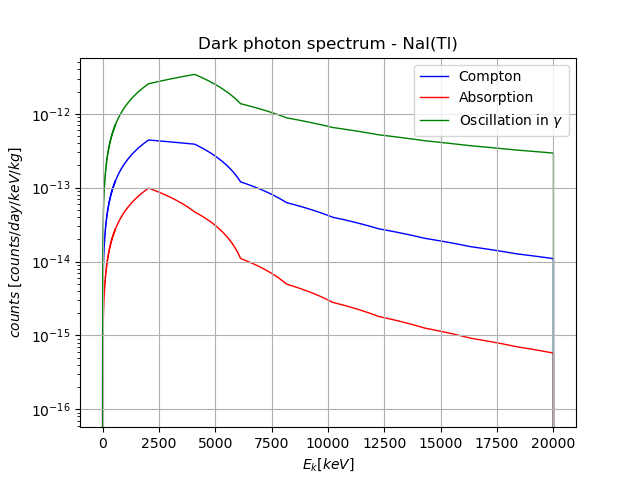 Dark photon spectrum - NaI(Tl)
Compton
Absorption
Oscillation in γ
counts [counts/day/keV/kg]
10⁻¹²
10⁻¹³
10⁻¹⁴
10⁻¹⁵
10⁻¹⁶
0 2500 5000 7500 10000 12500 15000 17500 20000
E_k[keV]